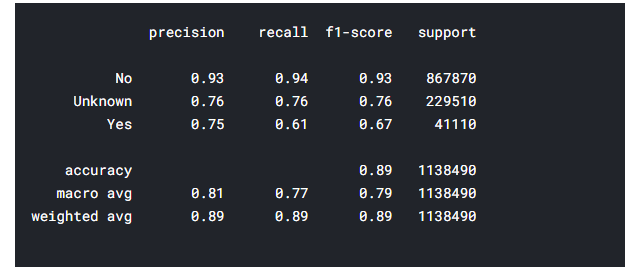 precision recall f1-score support
No 0.93 0.94 0.93 867870
Unknown 0.76 0.76 0.76 229510
Yes 0.75 0.61 0.67 41110
accuracy 0.89 1138490
macro avg 0.81 0.77 0.79 1138490
weighted avg 0.89 0.89 0.89 1138490